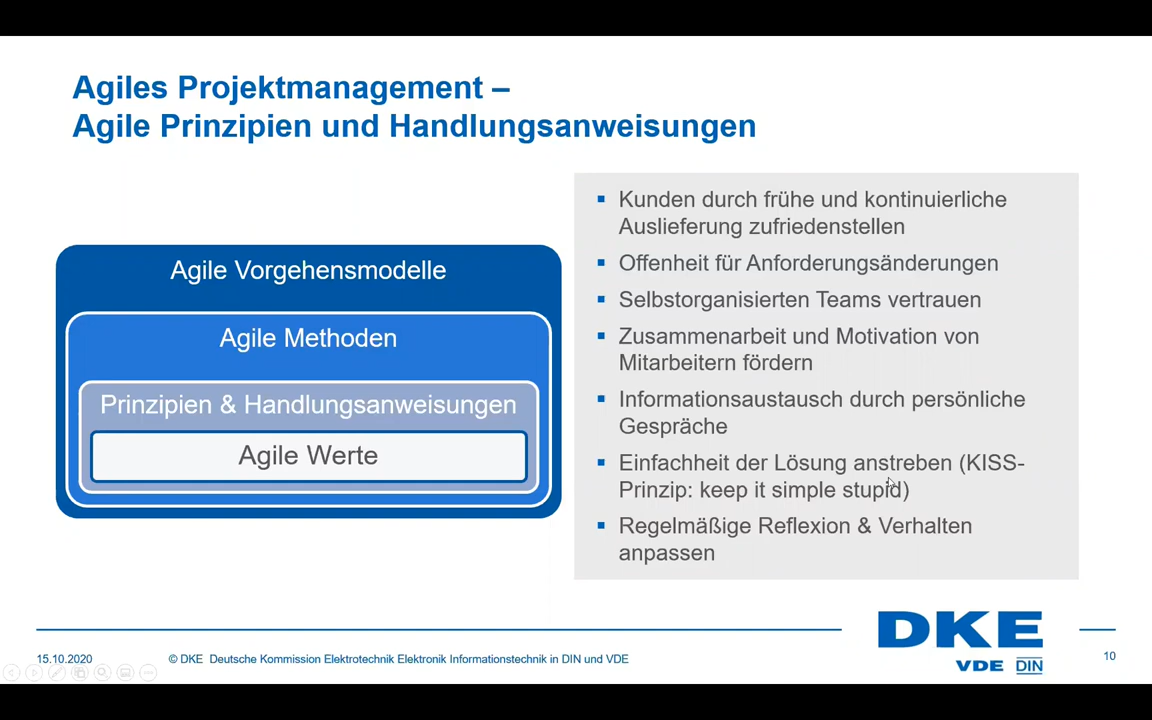 Agiles Projektmanagement –
Agile Prinzipien und Handlungsanweisungen
Agile Vorgehensmodelle
Agile Methoden
Prinzipien & Handlungsanweisungen
Agile Werte
▪ Kunden durch frühe und kontinuierliche
Auslieferung zufriedenstellen
▪ Offenheit für Anforderungsänderungen
▪ Selbstorganisierten Teams vertrauen
▪ Zusammenarbeit und Motivation von
Mitarbeitern fördern
▪ Informationsaustausch durch persönliche
Gespräche
▪ Einfachheit der Lösung anstreben (KISS-
Prinzip: keep it simple stupid)
▪ Regelmäßige Reflexion & Verhalten
anpassen
DKE
VDE DIN
15.10.2020
© DKE Deutsche Kommission Elektrotechnik Elektronik Informationstechnik in DIN und VDE
10